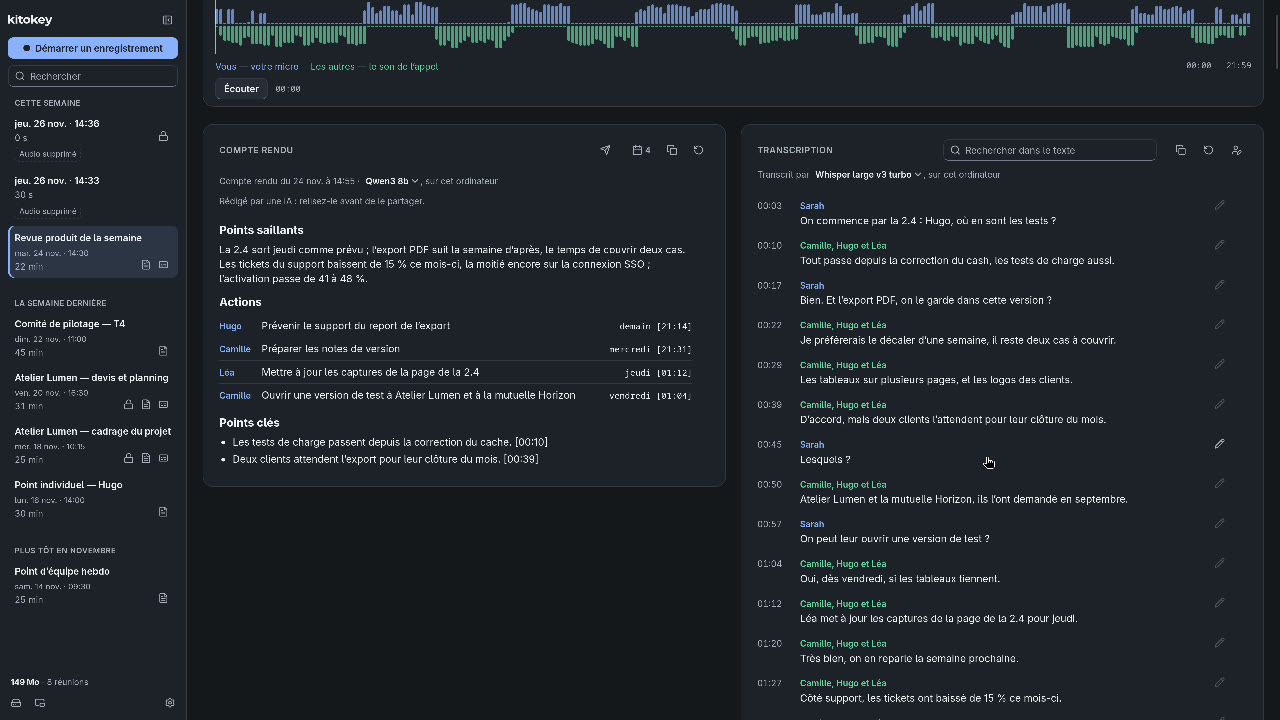 kitokey
Démarrer un enregistrement
Rechercher
CETTE SEMAINE
jeu. 26 nov. · 14:36
0 s
Audio supprimé
jeu. 26 nov. · 14:33
30 s
Audio supprimé
Revue produit de la semaine
mar. 24 nov. · 14:30
22 min
LA SEMAINE DERNIÈRE
Comité de pilotage — T4
dim. 22 nov. · 11:00
45 min
Atelier Lumen — devis et planning
ven. 20 nov. · 16:30
31 min
Atelier Lumen — cadrage du projet
mer. 18 nov. · 10:15
25 min
Point individuel — Hugo
lun. 16 nov. · 14:00
30 min
PLUS TÔT EN NOVEMBRE
Point d'équipe hebdo
sam. 14 nov. · 09:30
25 min
149 Mo · 8 réunions
Vous — votre micro Les autres — le son de l'appel
00:00 21:59
Écouter 00:00
COMPTE RENDU
4
Compte rendu du 24 nov. à 14:55 · Qwen3 8b , sur cet ordinateur
Rédigé par une IA : relisez-le avant de le partager.
Points saillants
La 2.4 sort jeudi comme prévu ; l'export PDF suit la semaine d'après, le temps de couvrir deux cas.
Les tickets du support baissent de 15 % ce mois-ci, la moitié encore sur la connexion SSO ;
l'activation passe de 41 à 48 %.
Actions
Hugo Prévenir le support du report de l'export demain [21:14]
Camille Préparer les notes de version mercredi [21:31]
Léa Mettre à jour les captures de la page de la 2.4 jeudi [01:12]
Camille Ouvrir une version de test à Atelier Lumen et à la mutuelle Horizon vendredi [01:04]
Points clés
• Les tests de charge passent depuis la correction du cache. [00:10]
• Deux clients attendent l'export pour leur clôture du mois. [00:39]
TRANSCRIPTION
Rechercher dans le texte
Transcrit par Whisper large v3 turbo , sur cet ordinateur
00:03 Sarah
On commence par la 2.4 : Hugo, où en sont les tests ?
00:10 Camille, Hugo et Léa
Tout passe depuis la correction du cash, les tests de charge aussi.
00:17 Sarah
Bien. Et l'export PDF, on le garde dans cette version ?
00:22 Camille, Hugo et Léa
Je préférerais le décaler d'une semaine, il reste deux cas à couvrir.
00:29 Camille, Hugo et Léa
Les tableaux sur plusieurs pages, et les logos des clients.
00:39 Camille, Hugo et Léa
D'accord, mais deux clients l'attendent pour leur clôture du mois.
00:45 Sarah
Lesquels ?
00:50 Camille, Hugo et Léa
Atelier Lumen et la mutuelle Horizon, ils l'ont demandé en septembre.
00:57 Sarah
On peut leur ouvrir une version de test ?
01:04 Camille, Hugo et Léa
Oui, dès vendredi, si les tableaux tiennent.
01:12 Camille, Hugo et Léa
Léa met à jour les captures de la page de la 2.4 pour jeudi.
01:20 Camille, Hugo et Léa
Très bien, on en reparle la semaine prochaine.
01:27 Camille, Hugo et Léa
Côté support, les tickets ont baissé de 15 % ce mois-ci.